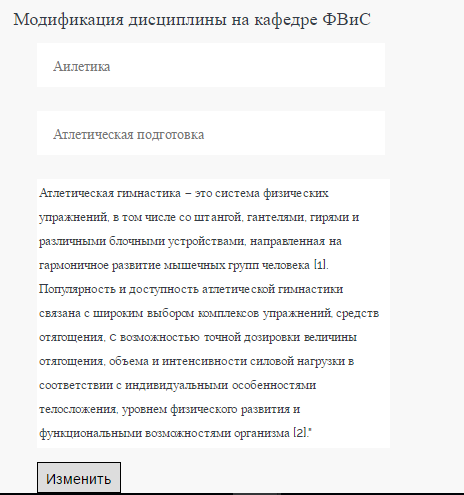 Модификация дисциплины на кафедре ФВиС
Аилетика
Атлетическая подготовка
Атлетическая гимнастика – это система физических
упражнений, в том числе со штангой, гантелями, гирями и
различными блочными устройствами, направленная на
гармоничное развитие мышечных групп человека [1].
Популярность и доступность атлетической гимнастики
связана с широким выбором комплексов упражнений, средств
отягощения, С возможностью точной дозировки величины
отягощения, объема и интенсивности силовой нагрузки в
соответствии с индивидуальными особенностями
телосложения, уровнем физического развития и
функциональными возможностями организма [2]."
Изменить